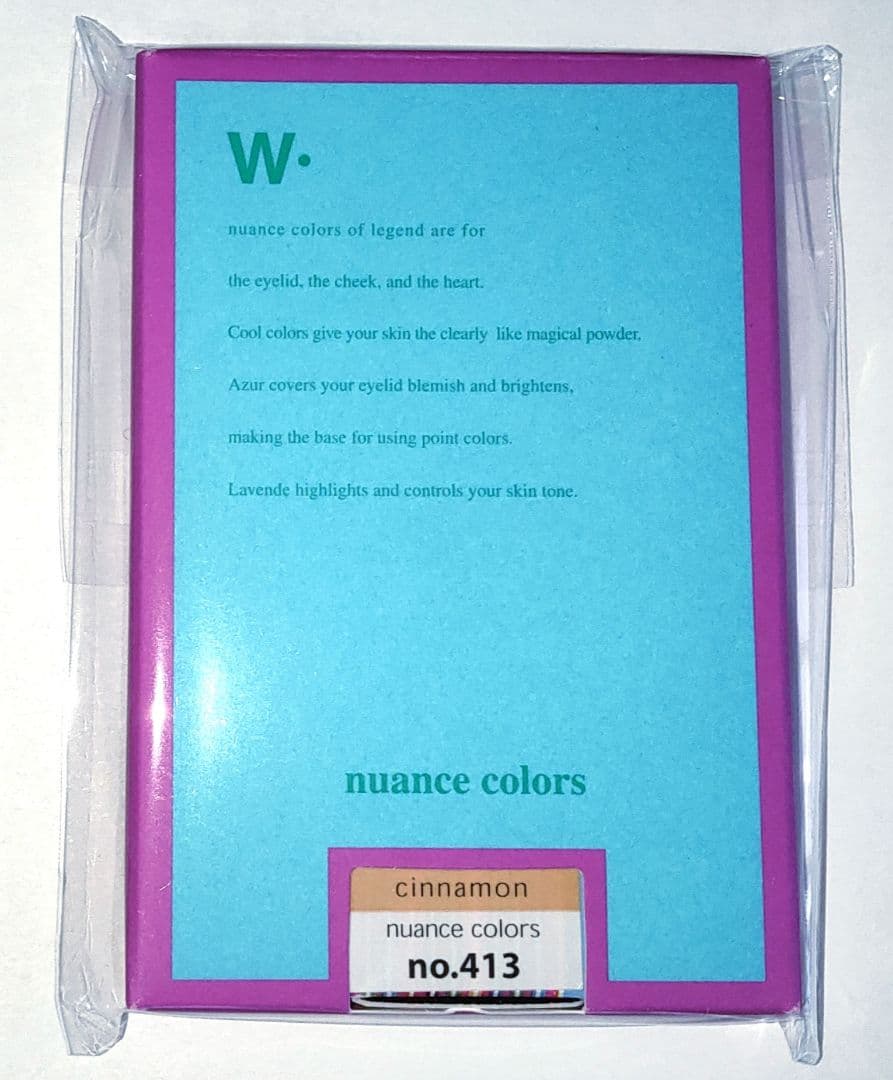 W.
nuance colors of legend are for
the eyelid, the cheek, and the heart.
Cool colors give your skin the clearly like magical powder,
Azur covers your eyelid blemish and brightens,
making the base for using point colors.
Lavende highlights and controls your skin tone.
nuance colors
cinnamon
nuance colors
no.413